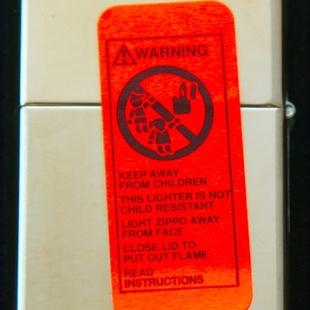 WARNING
KEEP AWAY
FROM CHILDREN
THIS LIGHTER IS NOT
CHILD RESISTANT
LIGHT ZIPPO AWAY
FROM FACE
CLOSE LID TO
PUT OUT FLAME
READ
INSTRUCTIONS